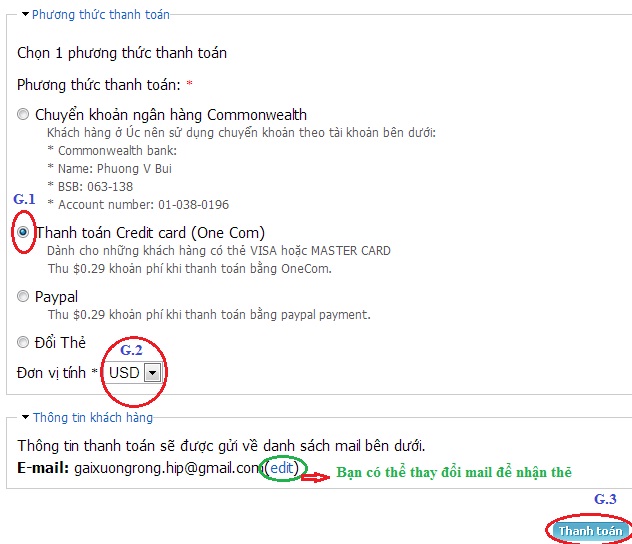 Phương thức thanh toán
Chọn 1 phương thức thanh toán
Phương thức thanh toán: *
Chuyển khoản ngân hàng Commonwealth
Khách hàng ở Úc nên sử dụng chuyển khoản theo tài khoản bên dưới:
* Commonwealth bank:
* Name: Phuong V Bui
* BSB: 063-138
* Account number: 01-038-0196
G.1
Thanh toán Credit card (One Com)
Dành cho những khách hàng có thẻ VISA hoặc MASTER CARD
Thu $0.29 khoản phí khi thanh toán bằng OneCom.
Paypal
Thu $0.29 khoản phí khi thanh toán bằng paypal payment.
Đổi Thẻ
G.2
Đơn vị tính * USD
Thông tin khách hàng
Thông tin thanh toán sẽ được gửi về danh sách mail bên dưới.
E-mail: gaixuongrong.hip@gmail.com(edit) Bạn có thể thay đổi mail để nhận thẻ
G.3
Thanh toán